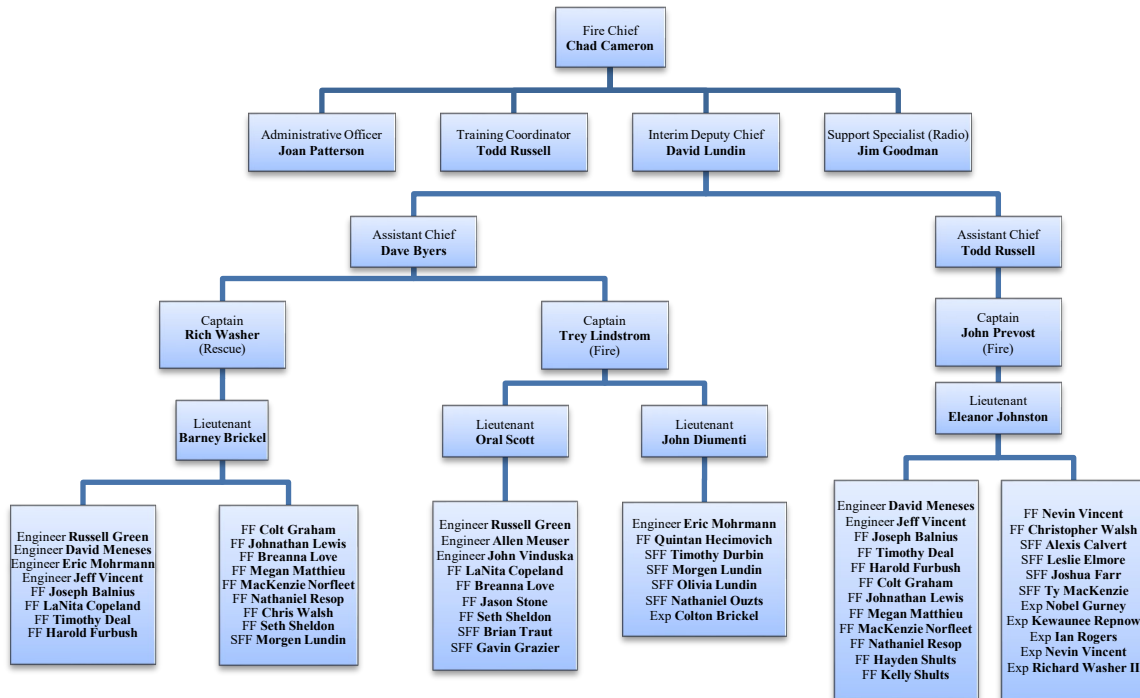 Fire Chief
Chad Cameron
Administrative Officer
Joan Patterson
Training Coordinator
Todd Russell
Interim Deputy Chief
David Lundin
Support Specialist (Radio)
Jim Goodman
Assistant Chief
Dave Byers
Assistant Chief
Todd Russell
Captain
Rich Washer
(Rescue)
Captain
Trey Lindstrom
(Fire)
Captain
John Prevost
(Fire)
Lieutenant
Barney Brickel
Lieutenant
Oral Scott
Lieutenant
John Diumenti
Lieutenant
Eleanor Johnston
Engineer Russell Green
Engineer David Meneses
Engineer Eric Mohrmann
Engineer Jeff Vincent
FF Joseph Balnius
FF LaNita Copeland
FF Timothy Deal
FF Harold Furbush
FF Colt Graham
FF Johnathan Lewis
FF Breanna Love
FF Megan Matthieu
FF MacKenzie Norfleet
FF Nathaniel Resop
FF Chris Walsh
FF Seth Sheldon
SFF Morgen Lundin
Engineer Russell Green
Engineer Allen Meuser
Engineer John Vinduska
FF LaNita Copeland
FF Breanna Love
FF Jason Stone
FF Seth Sheldon
SFF Brian Traut
SFF Gavin Grazier
Engineer Eric Mohrmann
FF Quintan Hecimovich
SFF Timothy Durbin
SFF Morgen Lundin
SFF Olivia Lundin
SFF Nathaniel Ouzts
Exp Colton Brickel
Engineer David Meneses
Engineer Jeff Vincent
FF Joseph Balnius
FF Timothy Deal
FF Harold Furbush
FF Colt Graham
FF Johnathan Lewis
FF Megan Matthieu
FF MacKenzie Norfleet
FF Nathaniel Resop
FF Hayden Shults
FF Kelly Shults
FF Nevin Vincent
FF Christopher Walsh
SFF Alexis Calvert
SFF Leslie Elmore
SFF Joshua Farr
SFF Ty MacKenzie
Exp Nobel Gurney
Exp Kewaunee Repnow
Exp Ian Rogers
Exp Nevin Vincent
Exp Richard Washer II